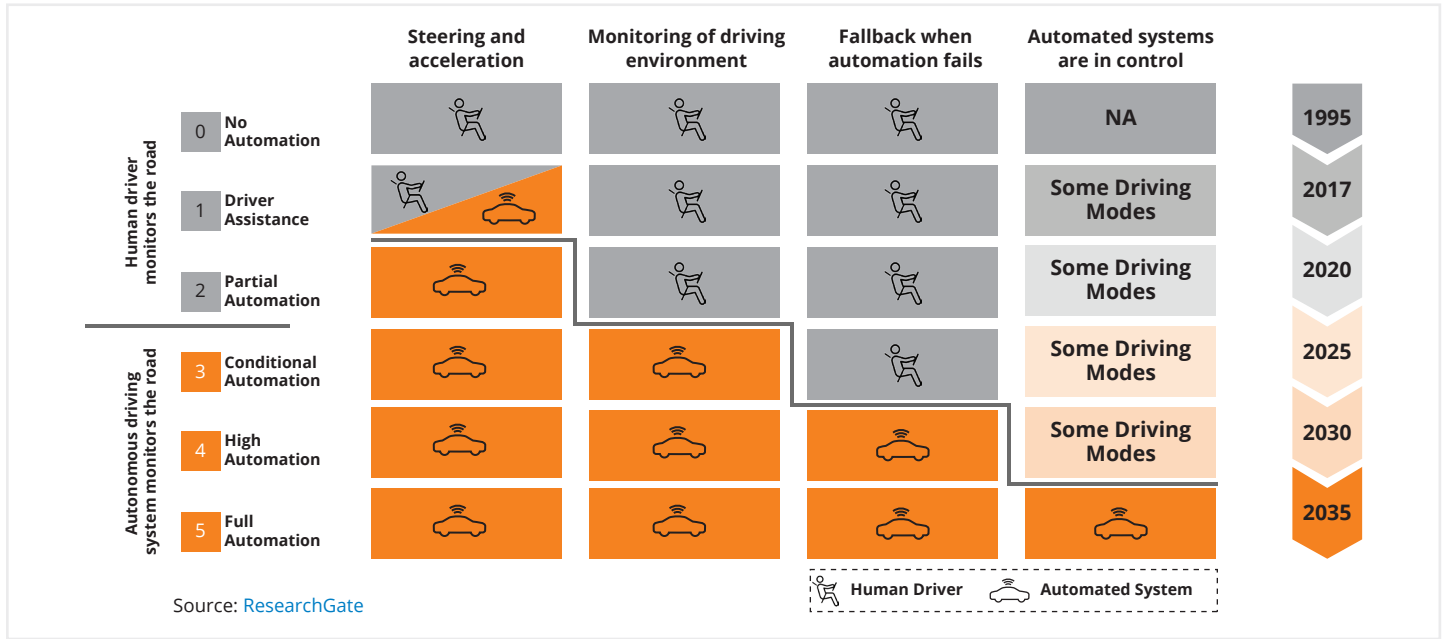 Steering and
acceleration
Monitoring of driving
environment
Fallback when
automation fails
Automated systems
are in control
Human driver
monitors the road
0
No
Automation
NA
1995
1
Driver
Assistance
Some Driving
Modes
2017
2
Partial
Automation
Some Driving
Modes
2020
Autonomous driving
system monitors the road
3
Conditional
Automation
Some Driving
Modes
2025
4
High
Automation
Some Driving
Modes
2030
5
Full
Automation
2035
Human Driver
Automated System
Source: ResearchGate